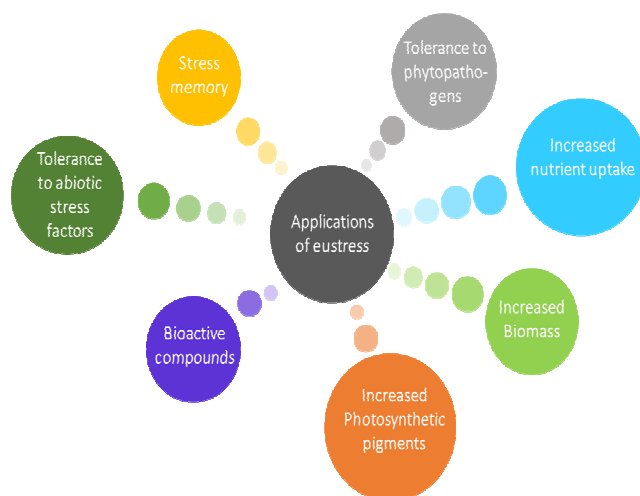 Stress
memory
Tolerance to
phytopatho-
gens
Increased
nutrient uptake
Tolerance
to abiotic
stress
factors
Applications
of eustress
Increased
Biomass
Bioactive
compounds
Increased
Photosynthetic
pigments